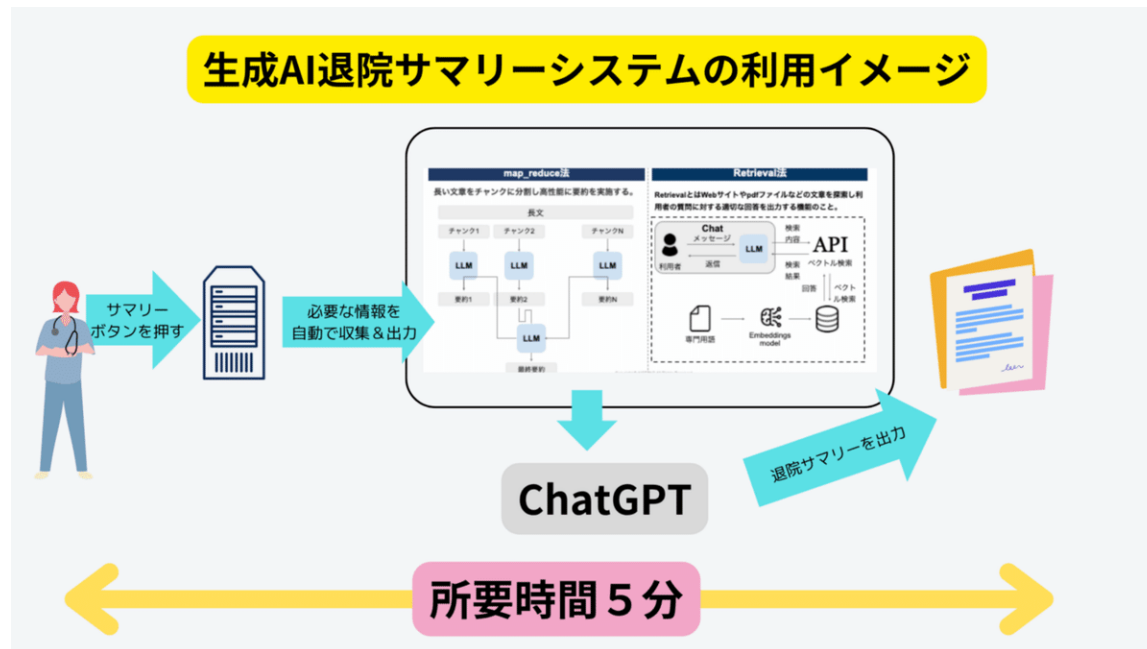 生成AI退院サマリーシステムの利用イメージ
サマリー
ボタンを押す
必要な情報を
自動で収集＆出力
map_reduce法
長い文章をチャンクに分割し高性能に要約を実施する。
長文
チャンク1
チャンク2
チャンクN
LLM
LLM
LLM
要約1
要約2
要約N
LLM
最終要約
Retrieval法
RetrievalとはWebサイトやpdfファイルなどの文章を探索し利
用者の質問に対する適切な回答を出力する機能のこと。
Chat
メッセージ
LLM
返信
利用者
検索
内容
API
ベクトル検索
検索
結果
回答
ベクト
ル検索
専門用語
Embeddings
model
ChatGPT
退院サマリーを出力
所要時間５分